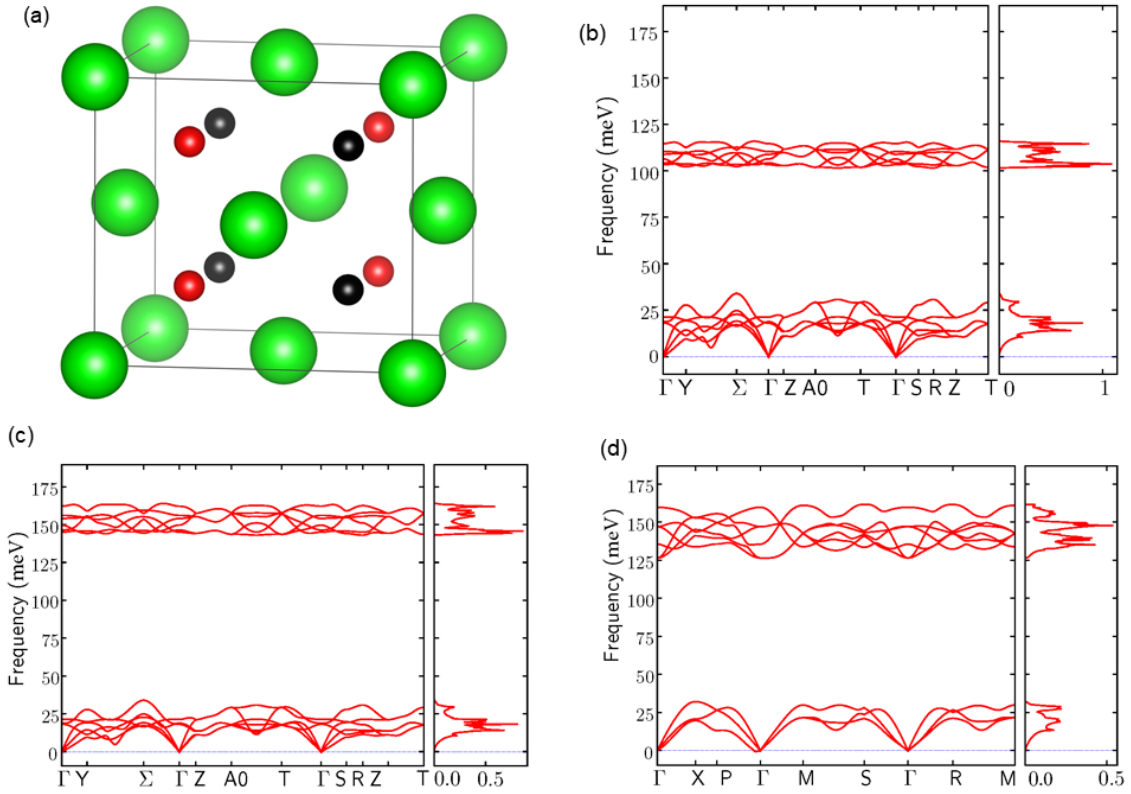 (a)
(b)
Frequency (meV)
175
150
125
100
75
50
25
0
Γ Y Σ Γ Z A0 T Γ S R Z T
0 1
(c)
Frequency (meV)
175
150
125
100
75
50
25
0
Γ Y Σ Γ Z A0 T Γ S R Z T
0.0 0.5
(d)
Frequency (meV)
175
150
125
100
75
50
25
0
Γ X P Γ M S Γ R M
0.0 0.5